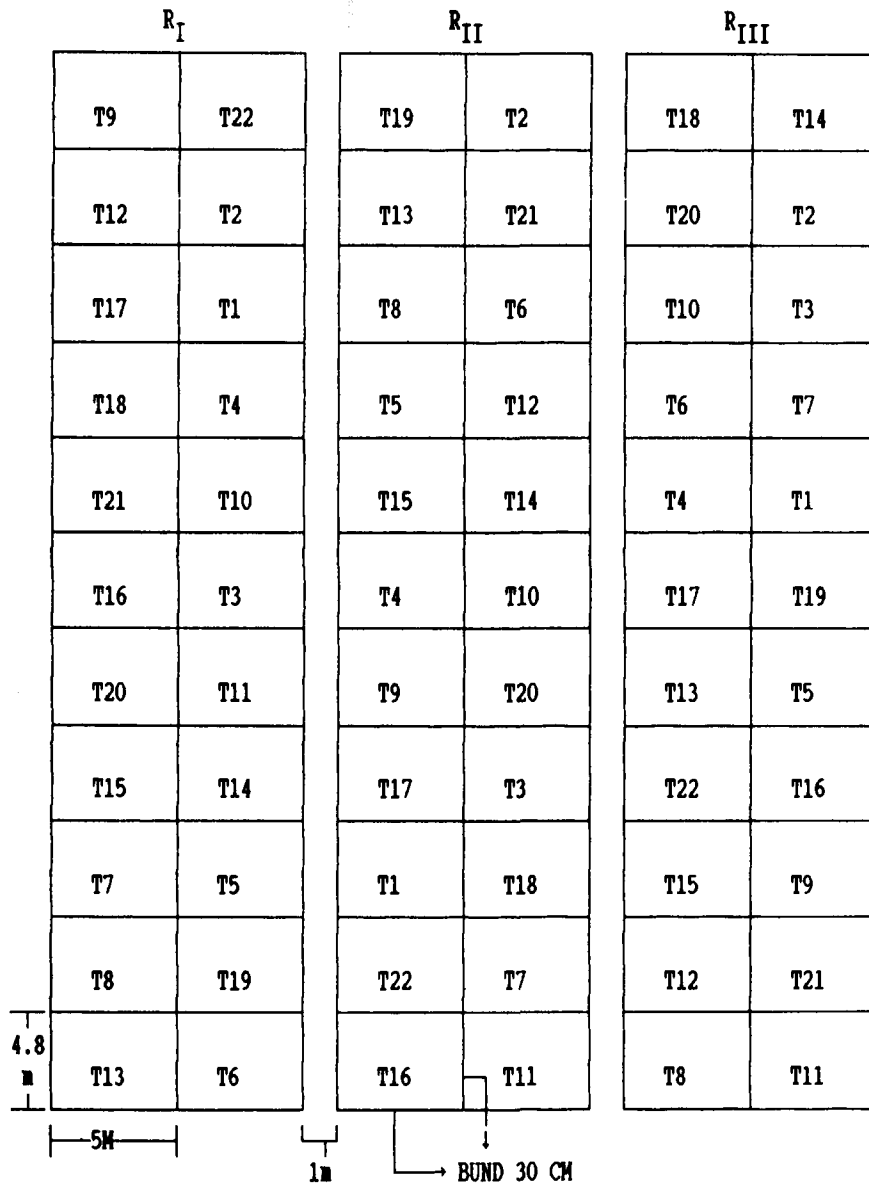 R_I R_II R_III
T9 T22 T19 T2 T18 T14
T12 T2 T13 T21 T20 T2
T17 T1 T8 T6 T10 T3
T18 T4 T5 T12 T6 T7
T21 T10 T15 T14 T4 T1
T16 T3 T4 T10 T17 T19
T20 T11 T9 T20 T13 T5
T15 T14 T17 T3 T22 T16
T7 T5 T1 T18 T15 T9
T8 T19 T22 T7 T12 T21
4.8
m
T13 T6 T16 T11 T8 T11
5M
1m
BUND 30 CM